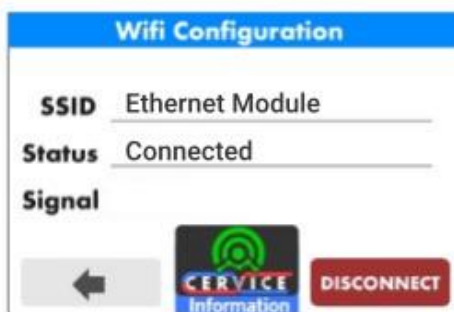 Wifi Configuration
SSID Ethernet Module
Status Connected
Signal
CERVICE
Information
DISCONNECT